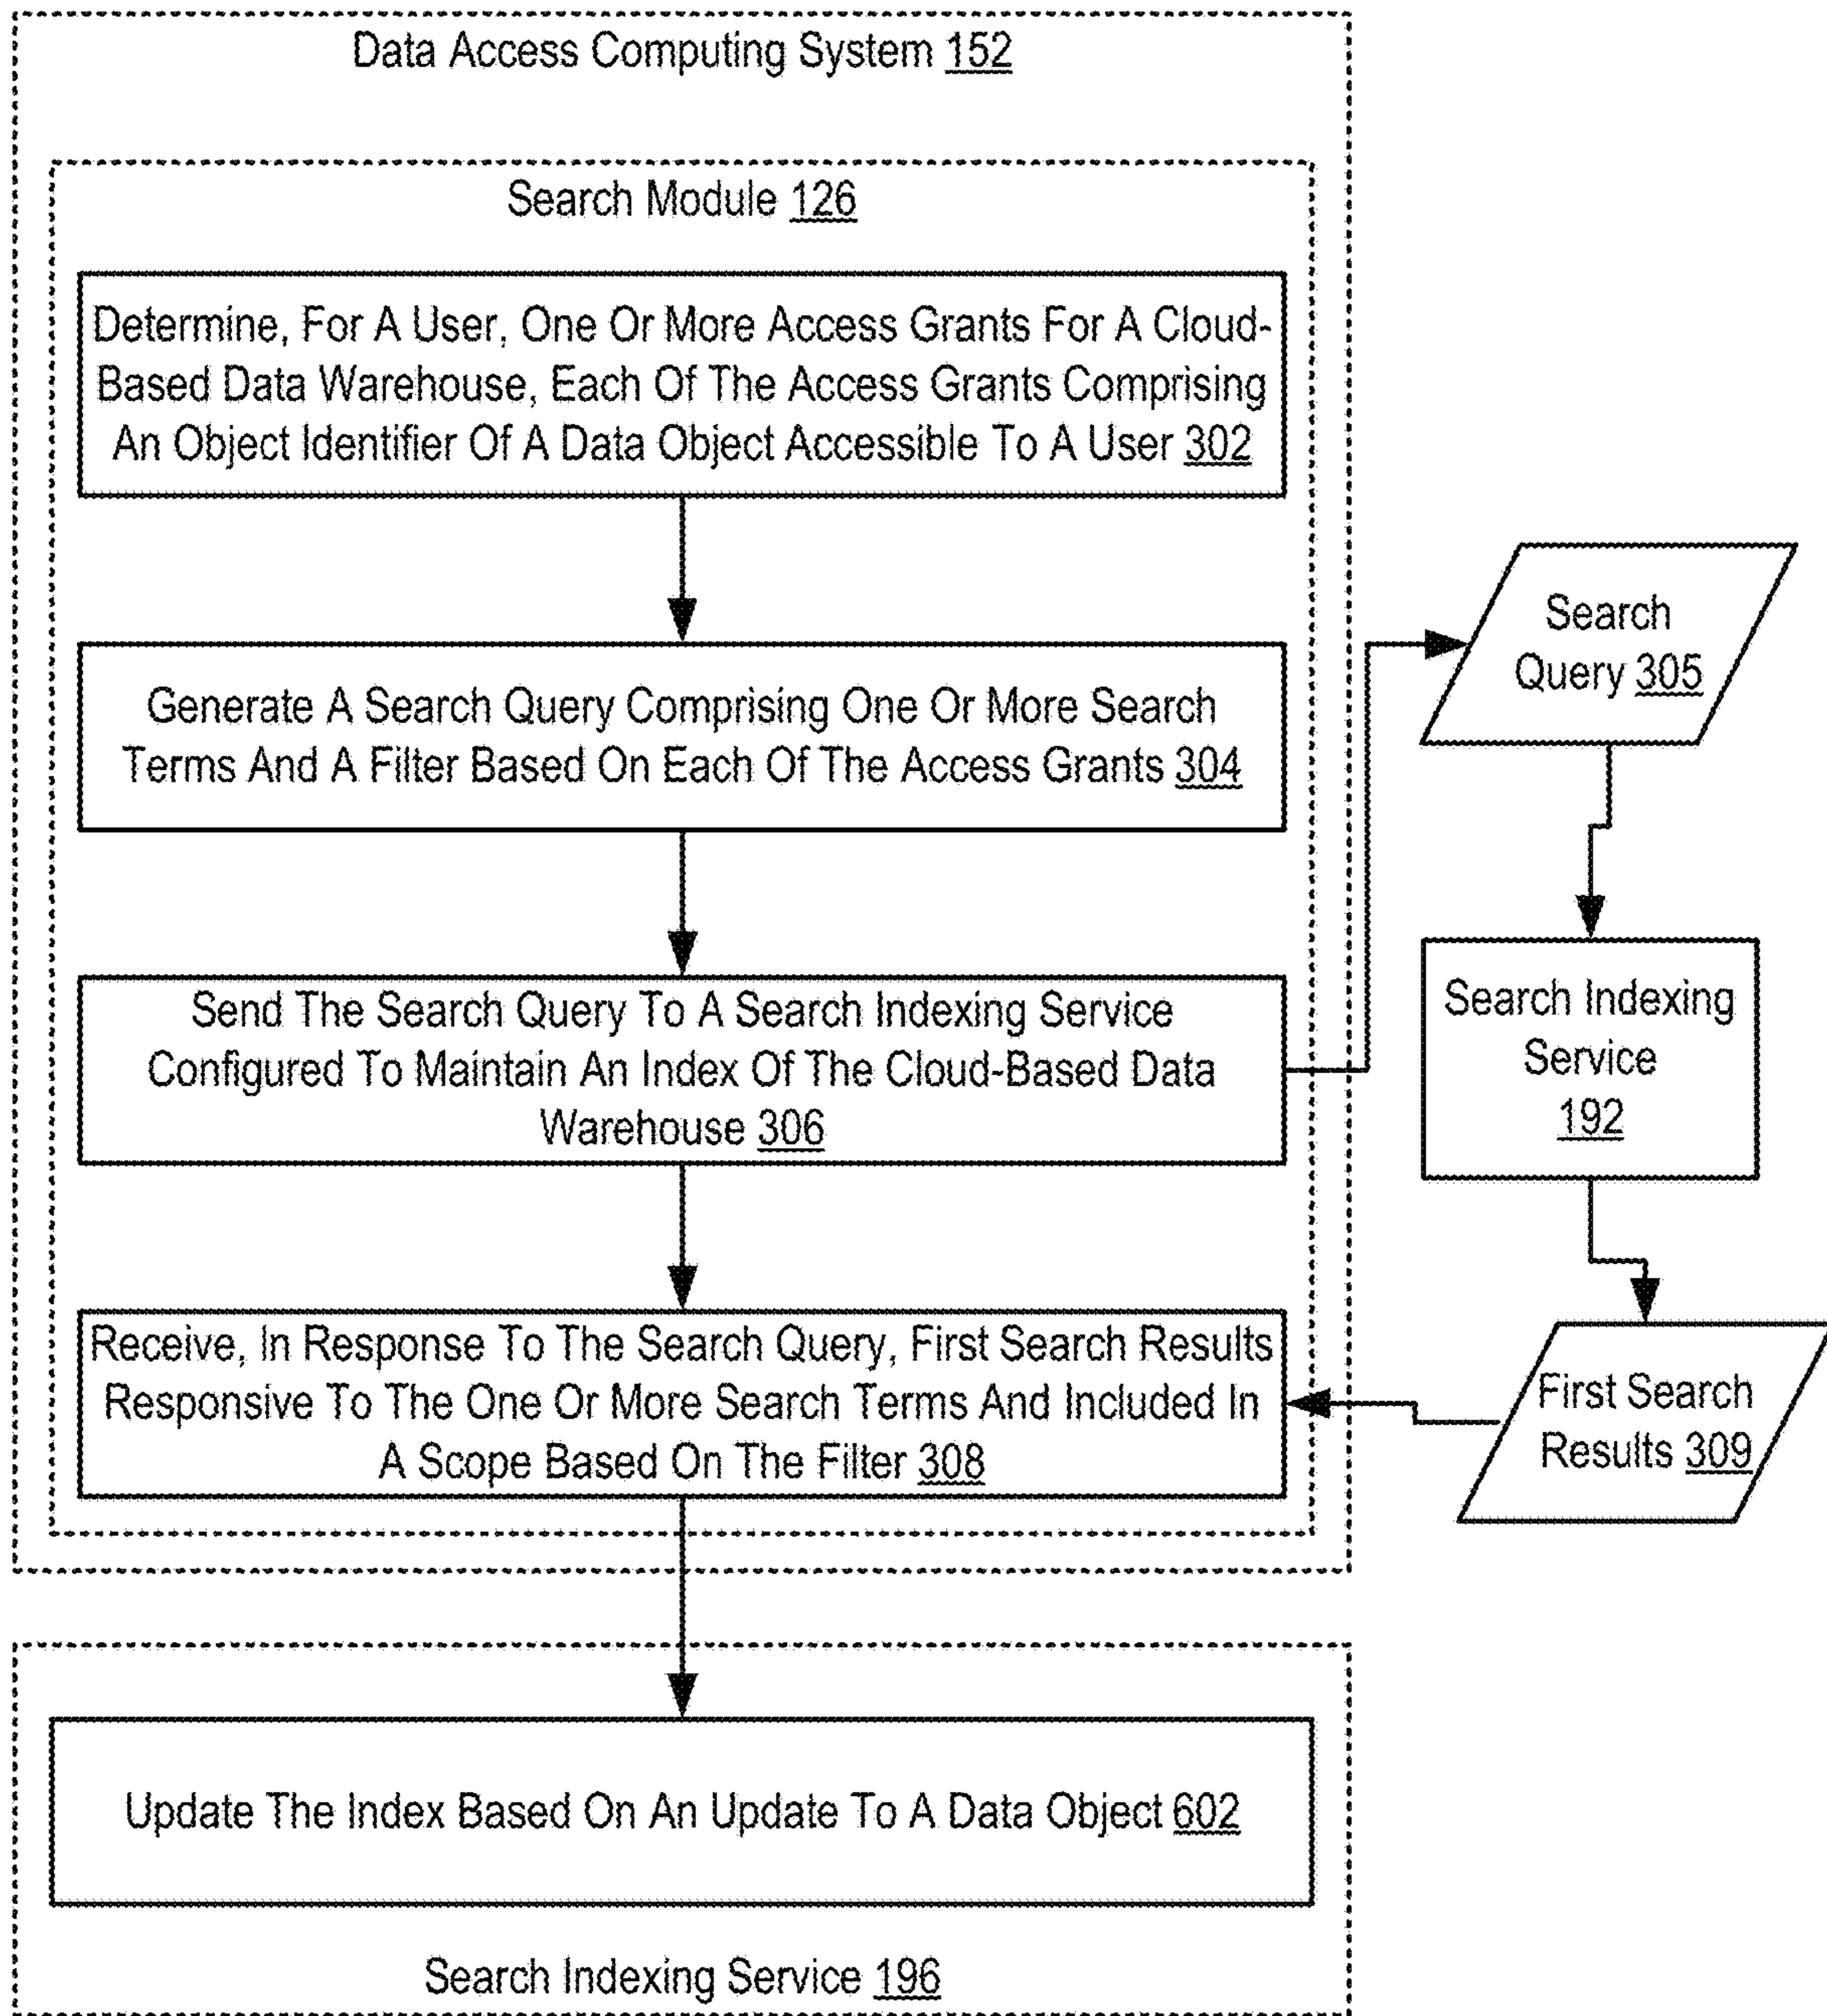 Data Access Computing System 152
Search Module 126
Determine, For A User, One Or More Access Grants For A Cloud-
Based Data Warehouse, Each Of The Access Grants Comprising
An Object Identifier Of A Data Object Accessible To A User 302
Generate A Search Query Comprising One Or More Search
Terms And A Filter Based On Each Of The Access Grants 304
Send The Search Query To A Search Indexing Service
Configured To Maintain An Index Of The Cloud-Based Data
Warehouse 306
Receive, In Response To The Search Query, First Search Results
Responsive To The One Or More Search Terms And Included In
A Scope Based On The Filter 308
Search
Query 305
Search Indexing
Service
192
First Search
Results 309
Update The Index Based On An Update To A Data Object 602
Search Indexing Service 196